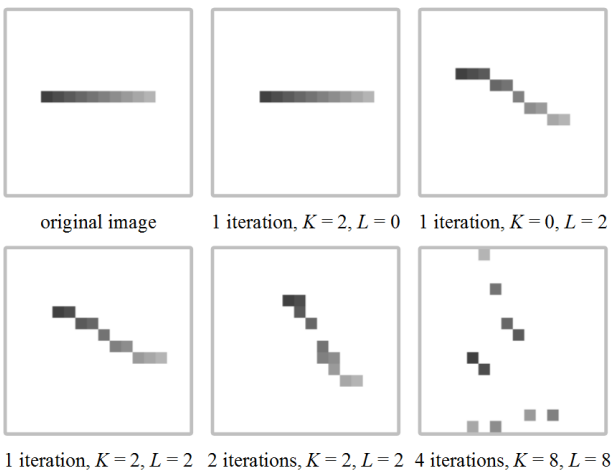 original image
1 iteration, K = 2, L = 0
1 iteration, K = 0, L = 2
1 iteration, K = 2, L = 2
2 iterations, K = 2, L = 2
4 iterations, K = 8, L = 8